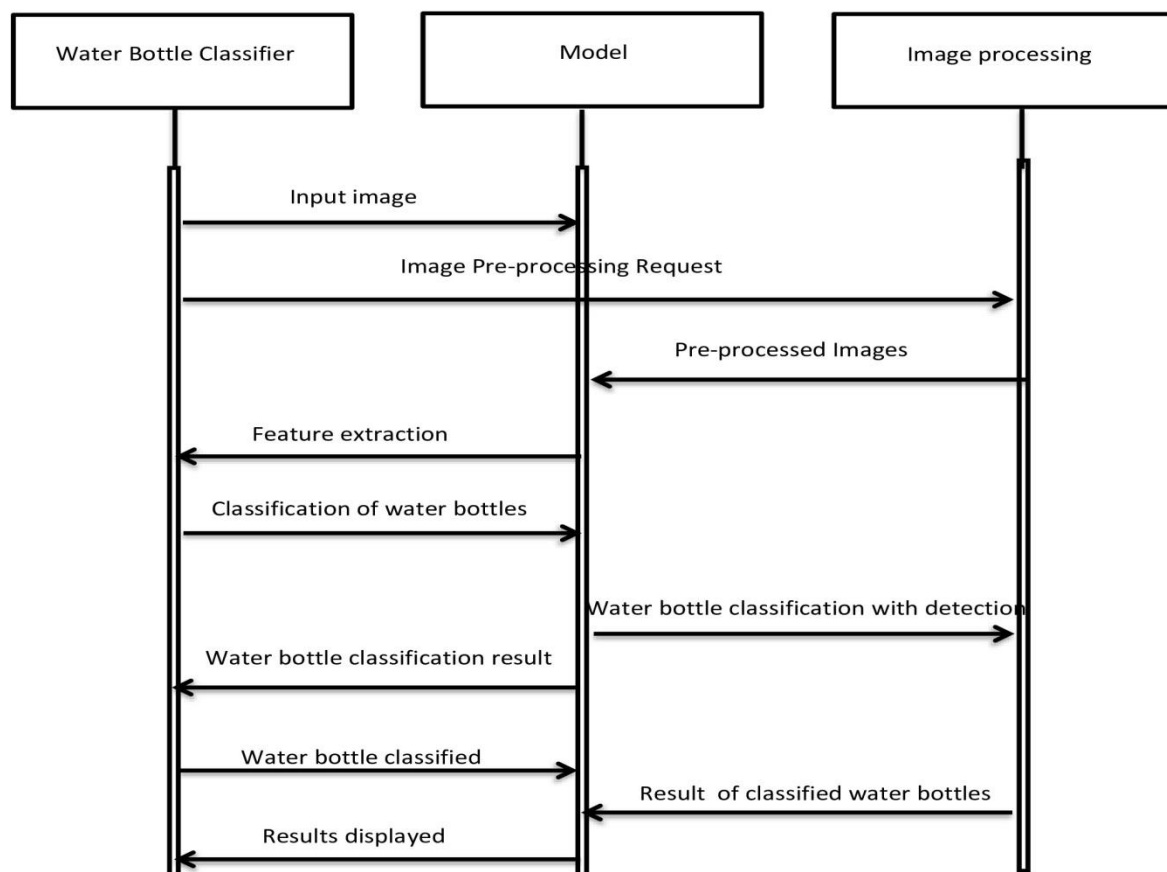 Water Bottle Classifier
Model
Image processing
Input image
Image Pre-processing Request
Pre-processed Images
Feature extraction
Classification of water bottles
Water bottle classification with detection
Water bottle classification result
Water bottle classified
Result of classified water bottles
Results displayed